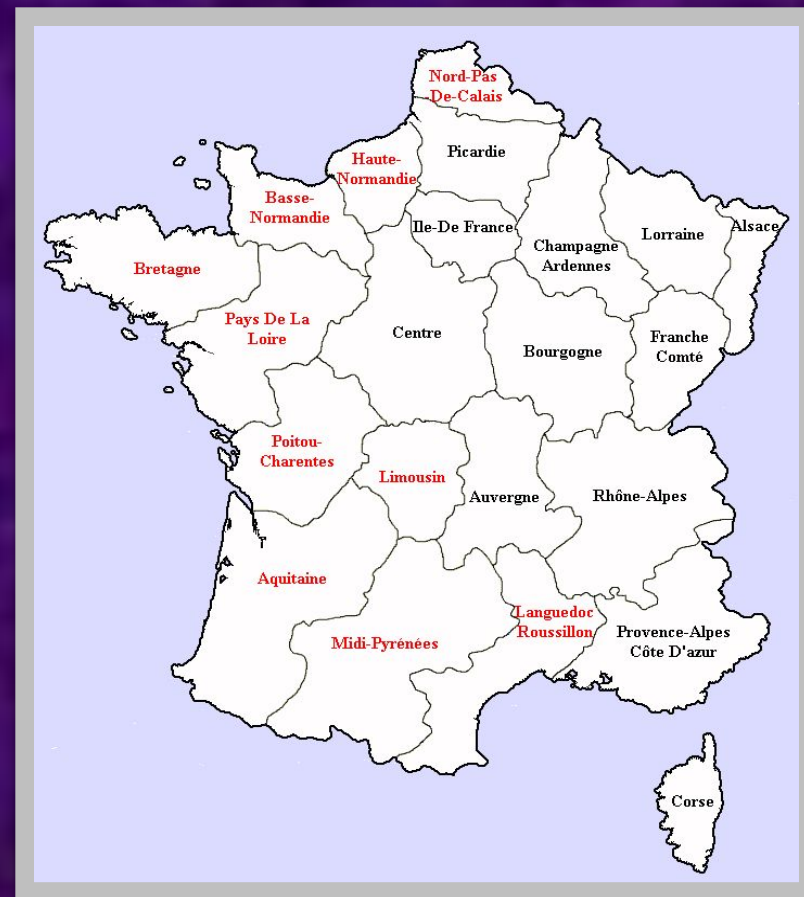 Nord-Pas
-De-Calais
Picardie
Haute-
Normandie
Basse-
Normandie
Ile-De France
Champagne
Ardennes
Lorraine
Alsace
Bretagne
Pays De La
Loire
Centre
Bourgogne
Franche
Comté
Poitou-
Charentes
Limousin
Auvergne
Rhône-Alpes
Aquitaine
Midi-Pyrénées
Languedoc
Roussillon
Provence-Alpes
Côte D'azur
Corse